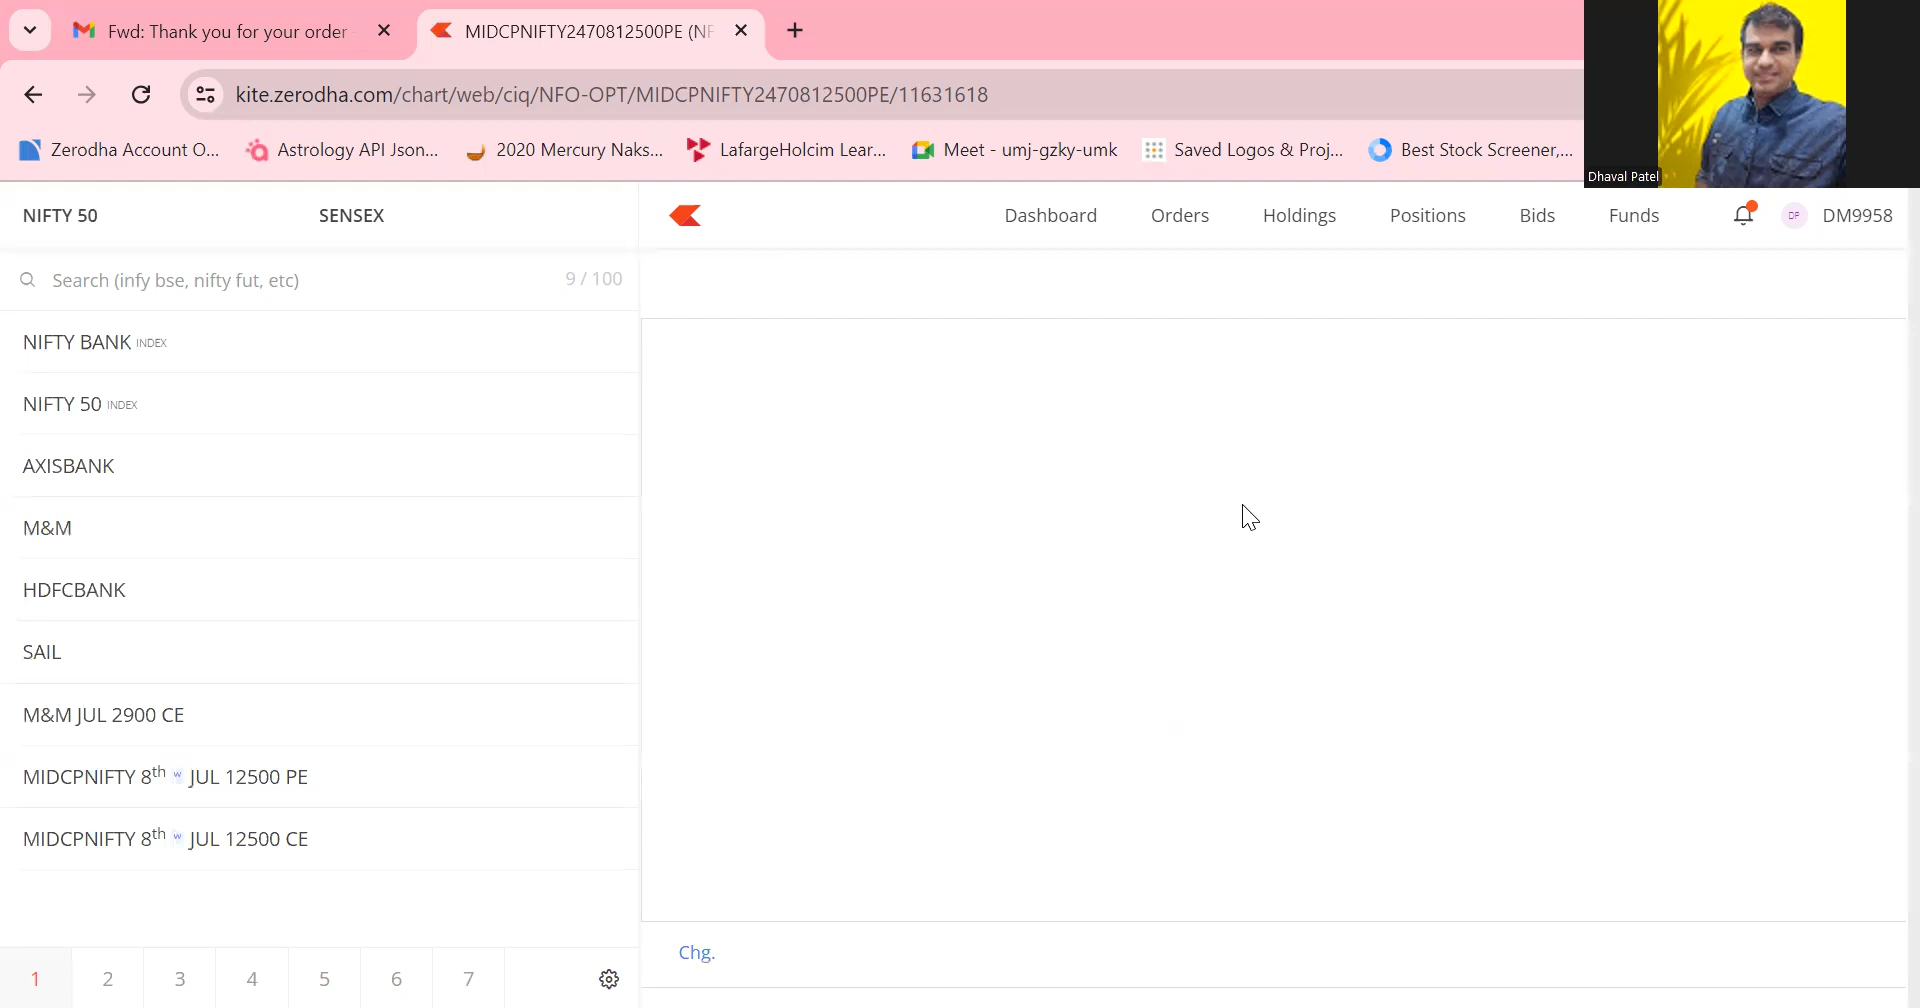 Fwd: Thank you for your order
MIDCPNIFTY2470812500PE (NF
kite.zerodha.com/chart/web/ciq/NFO-OPT/MIDCPNIFTY2470812500PE/11631618
Zerodha Account O...
Astrology API Json...
2020 Mercury Naks...
LafargeHolcim Lear...
Meet - umj-gzky-umk
Saved Logos & Proj...
Best Stock Screener,...
Dhaval Patel
NIFTY 50
SENSEX
Dashboard
Orders
Holdings
Positions
Bids
Funds
DP
DM9958
Search (infy bse, nifty fut, etc)
9 / 100
NIFTY BANK INDEX
NIFTY 50 INDEX
AXISBANK
M&M
HDFCBANK
SAIL
M&M JUL 2900 CE
MIDCPNIFTY 8th w JUL 12500 PE
MIDCPNIFTY 8th w JUL 12500 CE
Chg.
1 2 3 4 5 6 7